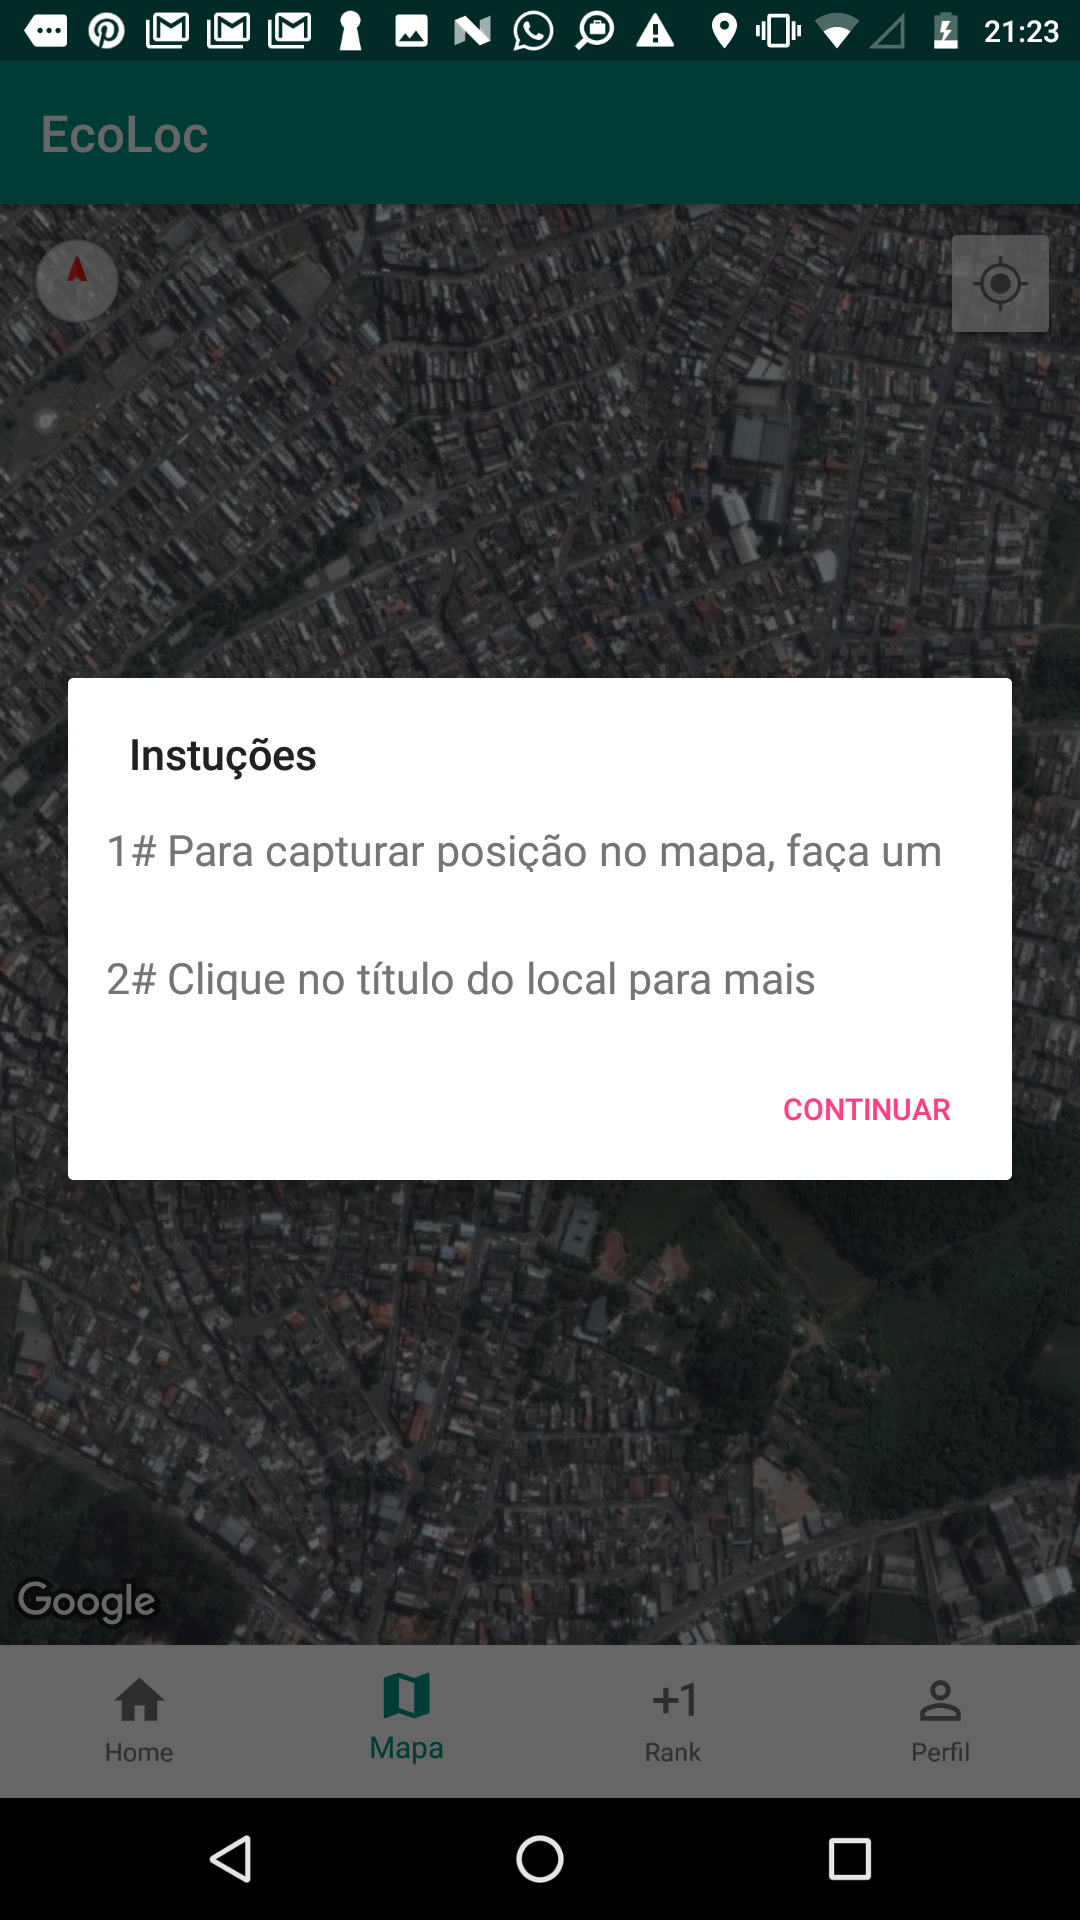 21:23
EcoLoc
Instuções
1# Para capturar posição no mapa, faça um
2# Clique no título do local para mais
CONTINUAR
Google
Home
Mapa
+1
Rank
Perfil